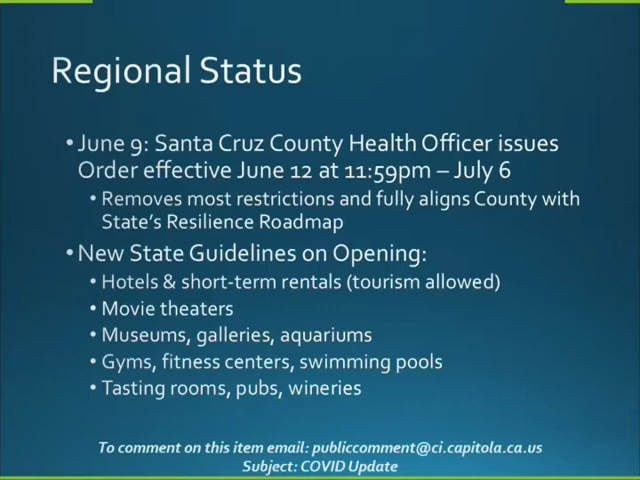 Regional Status
• June 9: Santa Cruz County Health Officer issues
Order effective June 12 at 11:59pm – July 6
• Removes most restrictions and fully aligns County with
State's Resilience Roadmap
• New State Guidelines on Opening:
• Hotels & short-term rentals (tourism allowed)
• Movie theaters
• Museums, galleries, aquariums
• Gyms, fitness centers, swimming pools
• Tasting rooms, pubs, wineries
To comment on this item email: publiccomment@ci.capitola.ca.us
Subject: COVID Update